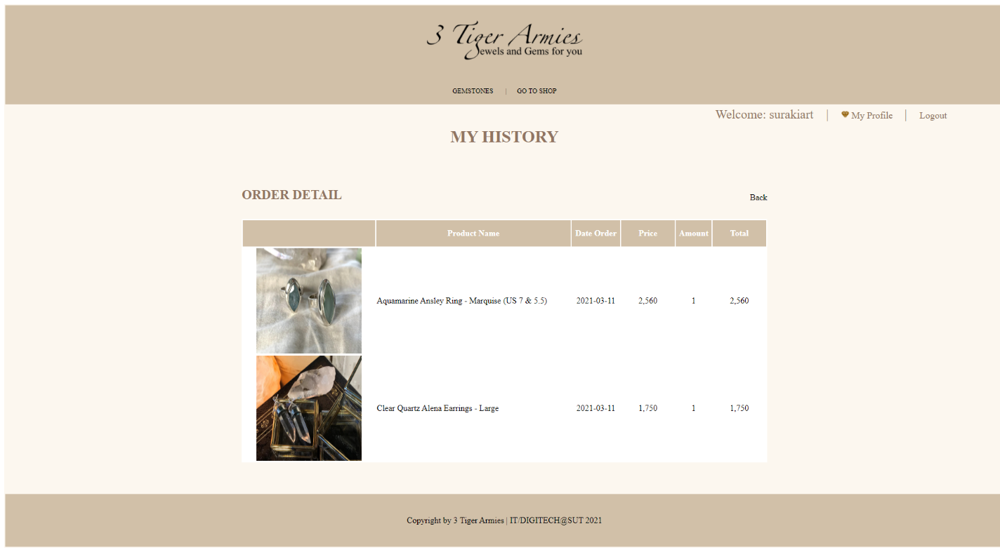 3 Tiger Armies
Jewels and Gems for you
GEMSTONES | GO TO SHOP
Welcome: surakiart | My Profile | Logout
MY HISTORY
ORDER DETAIL
Back
Product Name Date Order Price Amount Total
Aquamarine Ansley Ring - Marquise (US 7 & 5.5) 2021-03-11 2,560 1 2,560
Clear Quartz Alena Earrings - Large 2021-03-11 1,750 1 1,750
Copyright by 3 Tiger Armies | IT/DIGITECH@SUT 2021